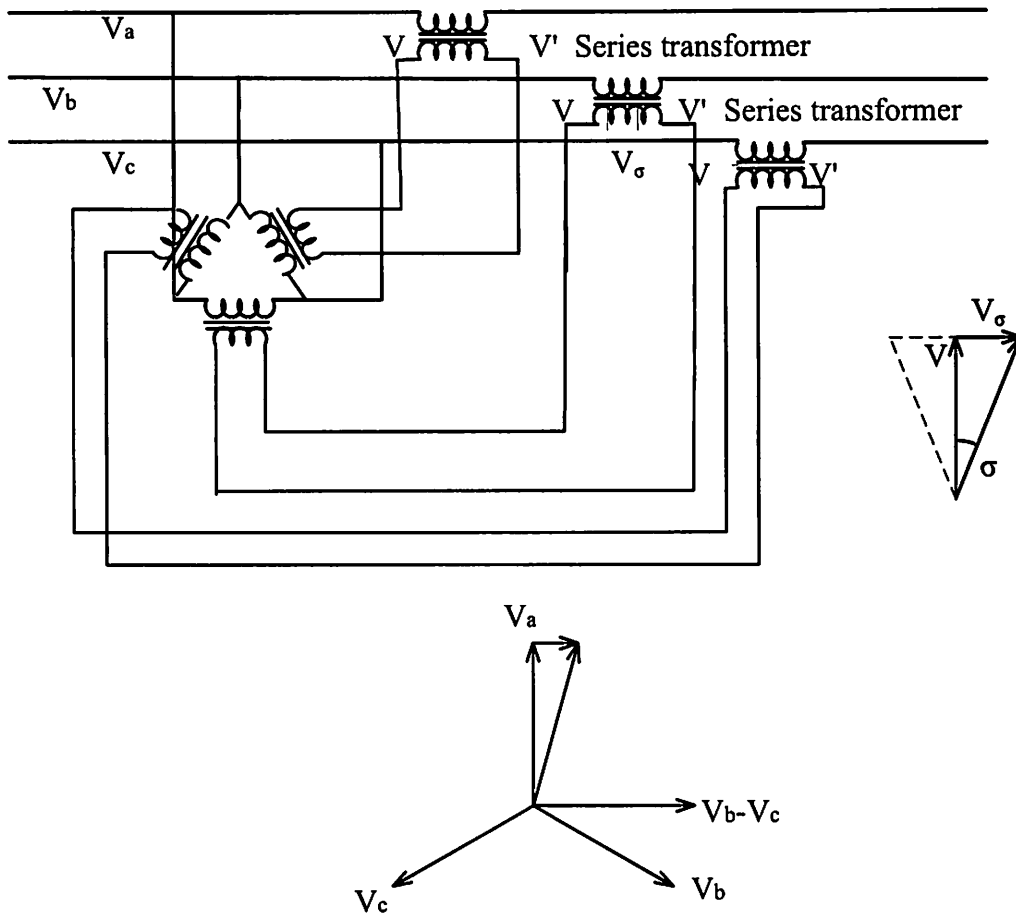 Va
V V' Series transformer
Vb
V V' Series transformer
Vc Vσ V V'
Vσ
V
σ
Va
Vb-Vc
Vc Vb